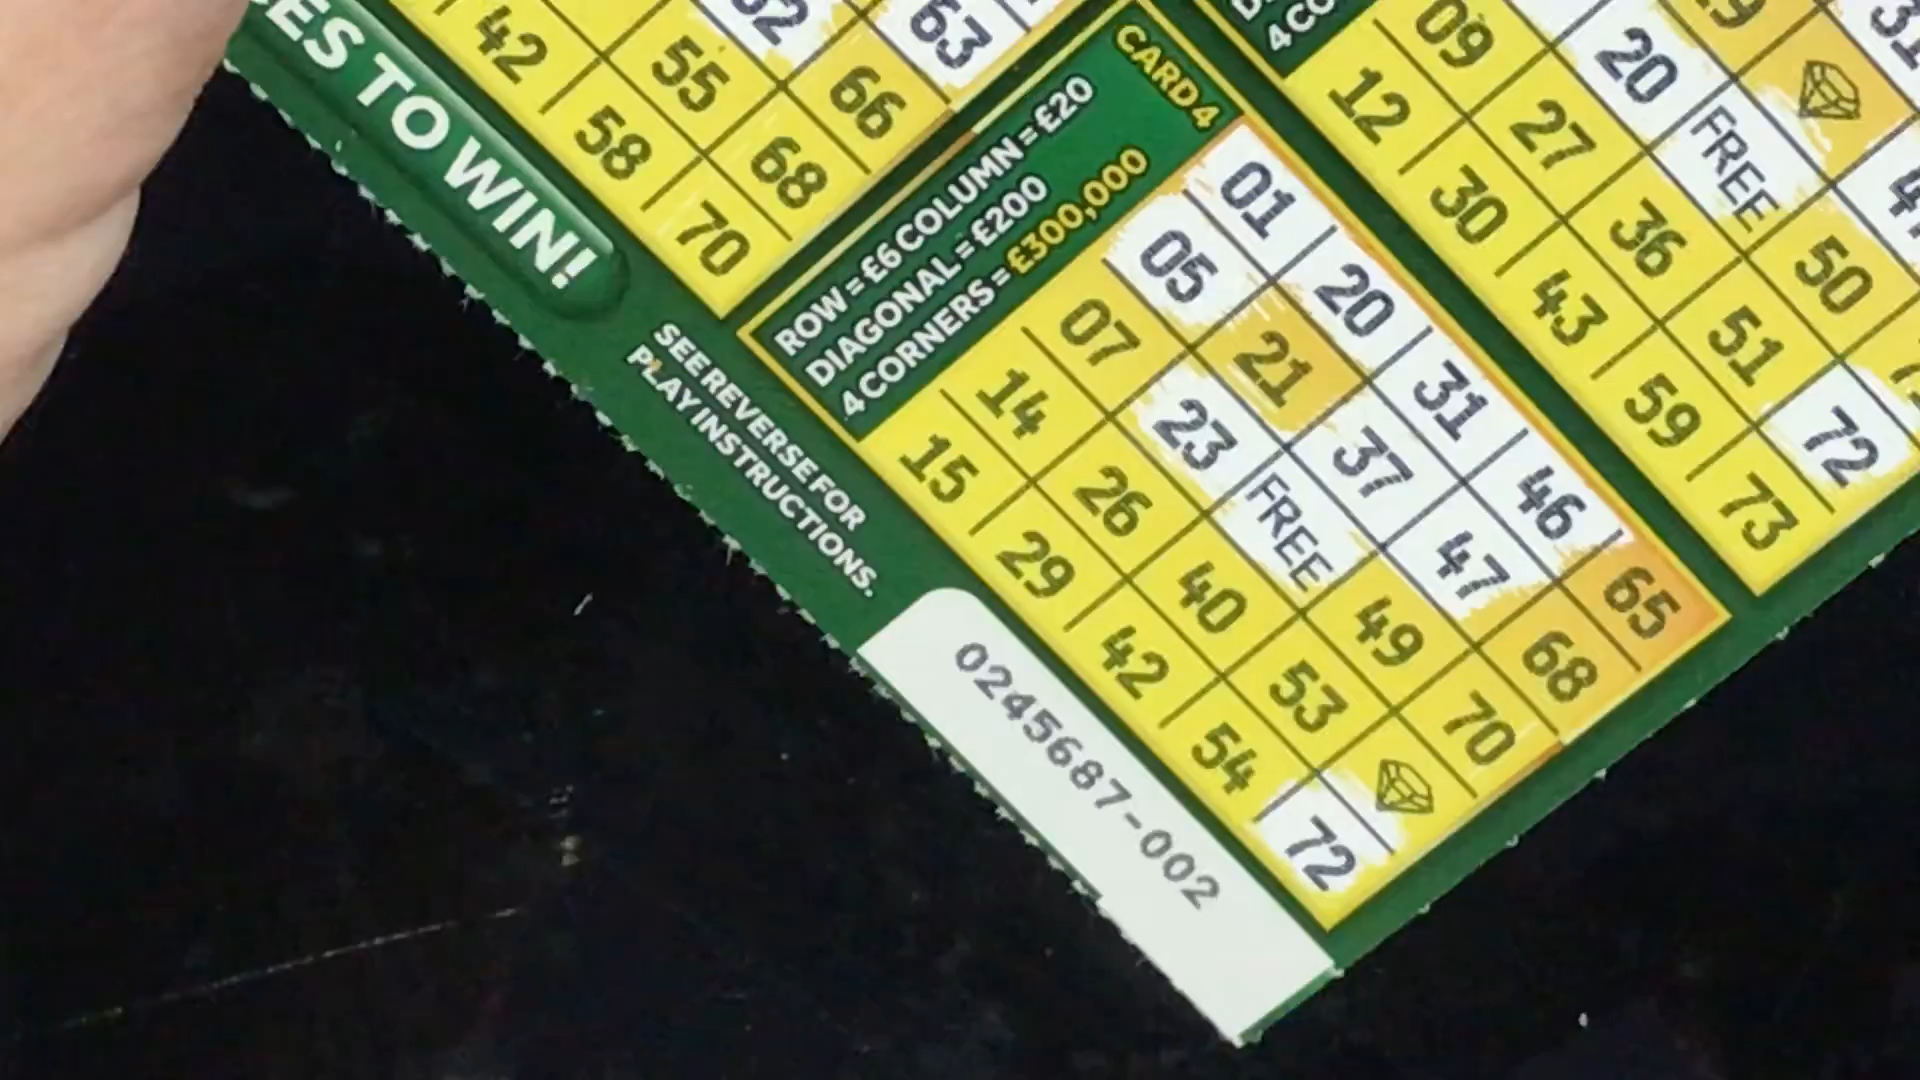 ES TO WIN!
SEE REVERSE FOR
PLAY INSTRUCTIONS.
42 55 66
58 68
70
63
CARD 4
ROW = £6 COLUMN = £20
DIAGONAL = £200
4 CORNERS = £300,000
01 20 31 46 65
05 21 37 47 68
07 23 FREE 49 70
14 26 40 53
15 29 42 54 72
0245687-002
4 CO
09 20
12 27 FREE
30 36 50
43 51
59 72
73